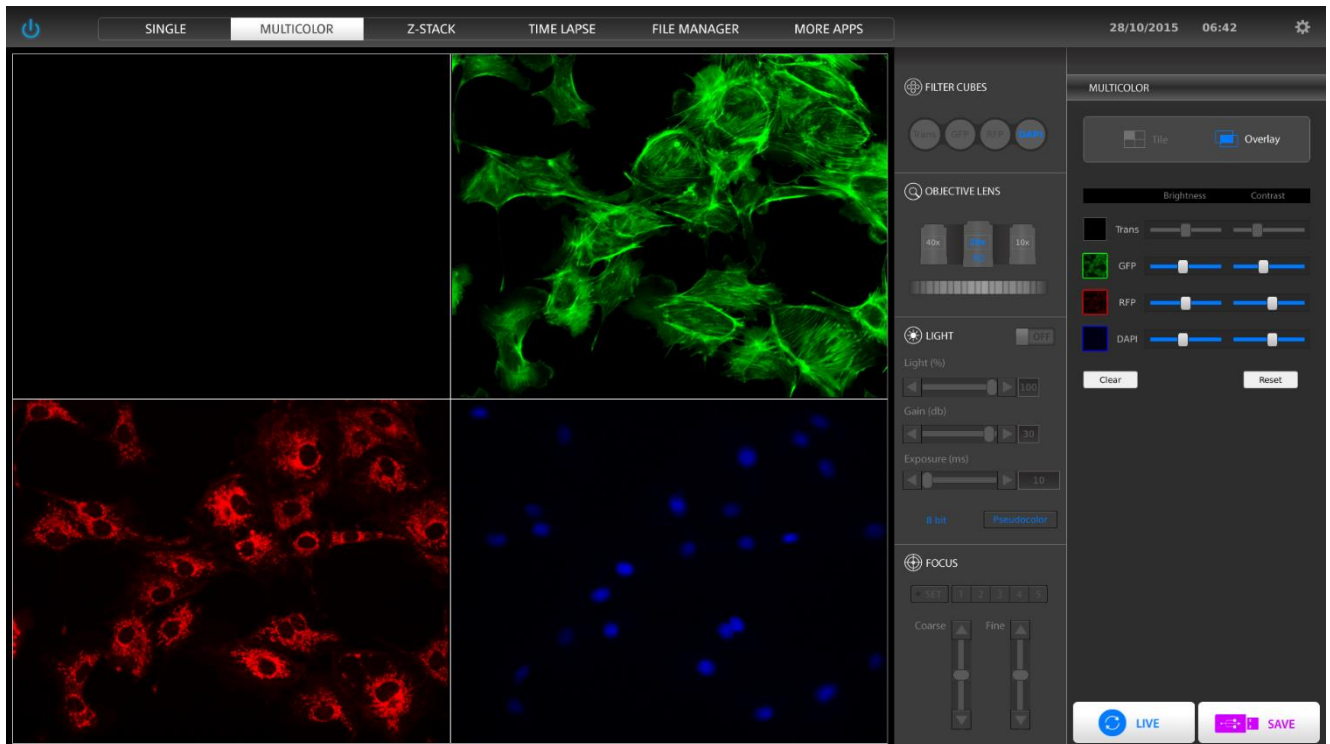 SINGLE MULTICOLOR Z-STACK TIME LAPSE FILE MANAGER MORE APPS 28/10/2015 06:42
FILTER CUBES
Trans GFP RFP DAPI
OBJECTIVE LENS
40x 20x 10x
LIGHT OFF
Light (%)
100
Gain (db)
30
Exposure (ms)
10
8 bit Pseudocolor
FOCUS
SET 1 2 3 4 5
Coarse Fine
MULTICOLOR
Tile Overlay
Brightness Contrast
Trans
GFP
RFP
DAPI
Clear Reset
LIVE SAVE